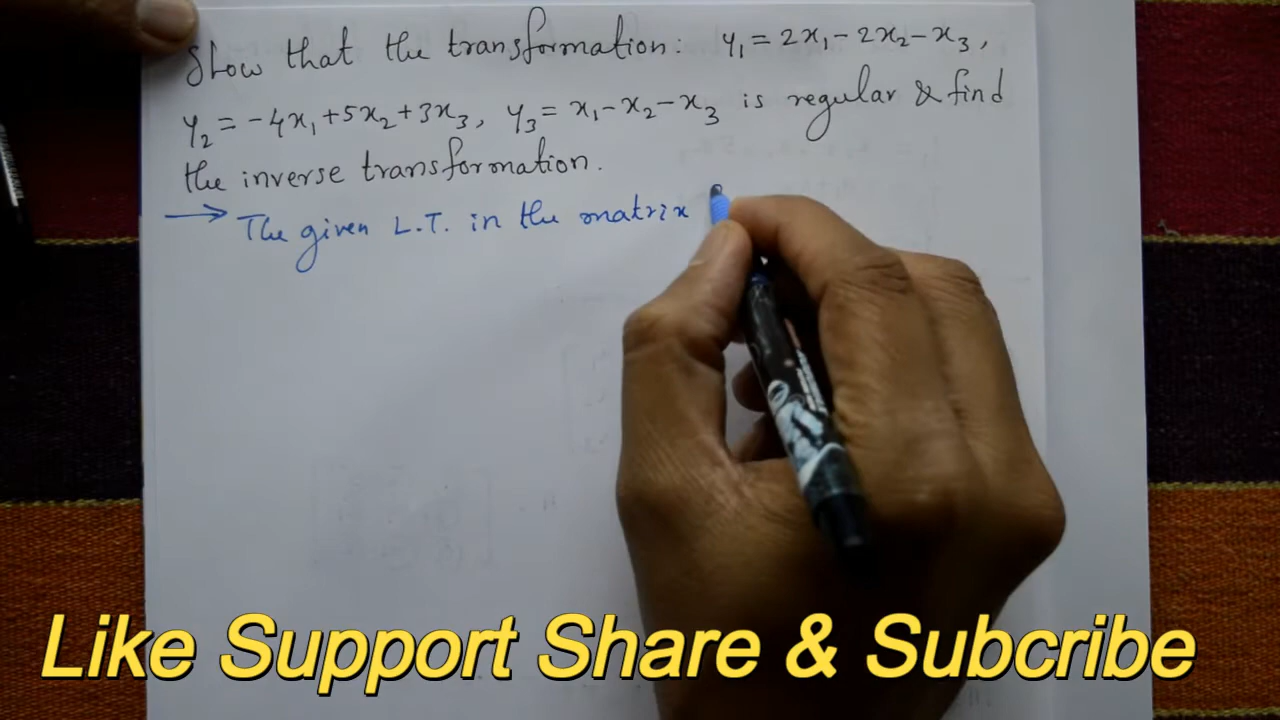 Show that the transformation: y₁ = 2x₁ - 2x₂ - x₃,
y₂ = -4x₁ + 5x₂ + 3x₃, y₃ = x₁ - x₂ - x₃ is regular & find
the inverse transformation.
→ The given L.T. in the matrix
Like Support Share & Subcribe